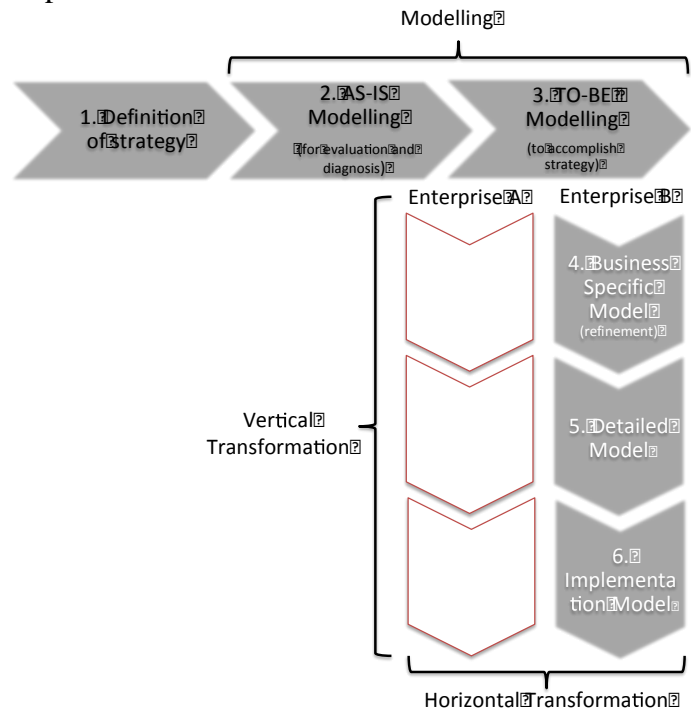 Modelling⍰
1.⍰Definition⍰
of⍰strategy⍰
2.⍰AS-IS⍰
Modelling⍰
⍰(for⍰evaluation⍰and⍰
diagnosis)⍰
3.⍰TO-BE⍰⍰
Modelling⍰
(to⍰accomplish⍰
strategy)⍰
Enterprise⍰A⍰
Enterprise⍰B⍰
4.⍰Business⍰
Specific⍰
Model⍰
(refinement)⍰
Vertical⍰
Transformation⍰
5.⍰Detailed⍰
Model⍰
6.⍰
Implementa
tion⍰Model⍰
Horizontal⍰Transformation⍰